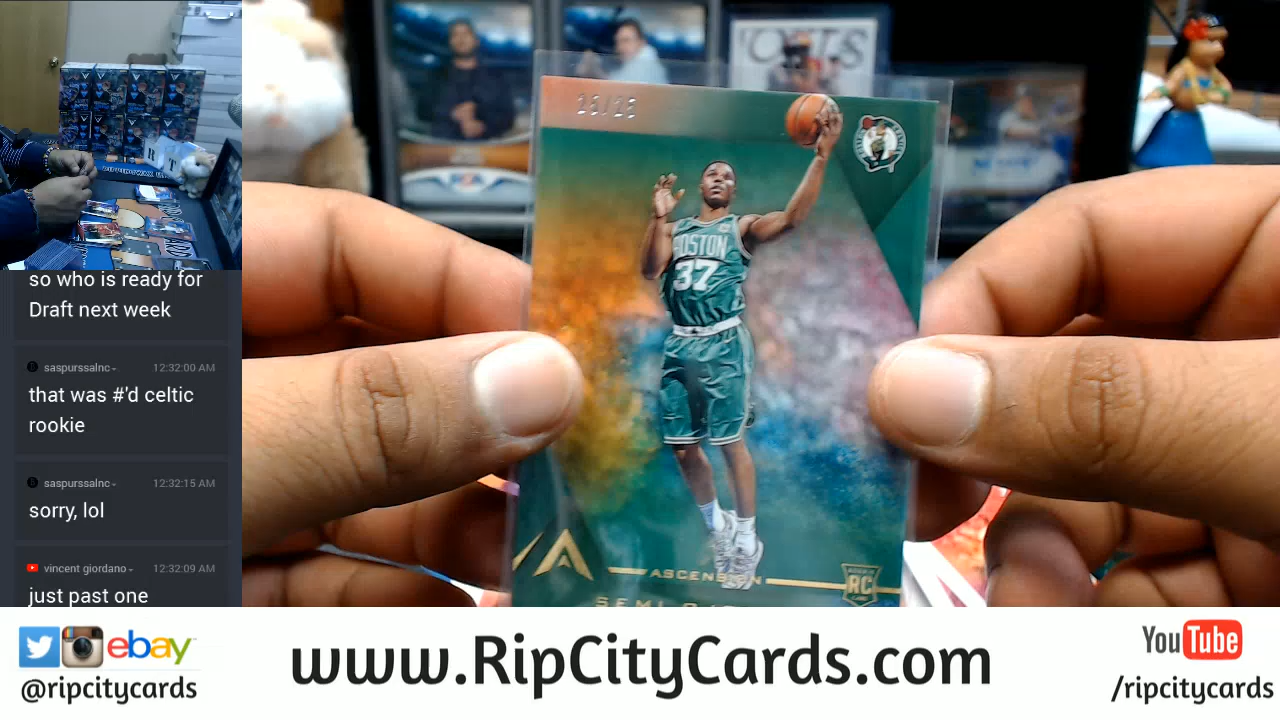 so who is ready for
Draft next week
saspurssalnc
12:32:00 AM
that was #'d celtic
rookie
saspurssalnc
12:32:15 AM
sorry, lol
vincent giordano
12:32:09 AM
just past one
BOSTON
37
A
ASCENSION
RC
SEMI
ebay
@ripcitycards
www.RipCityCards.com
YouTube
/ripcitycards